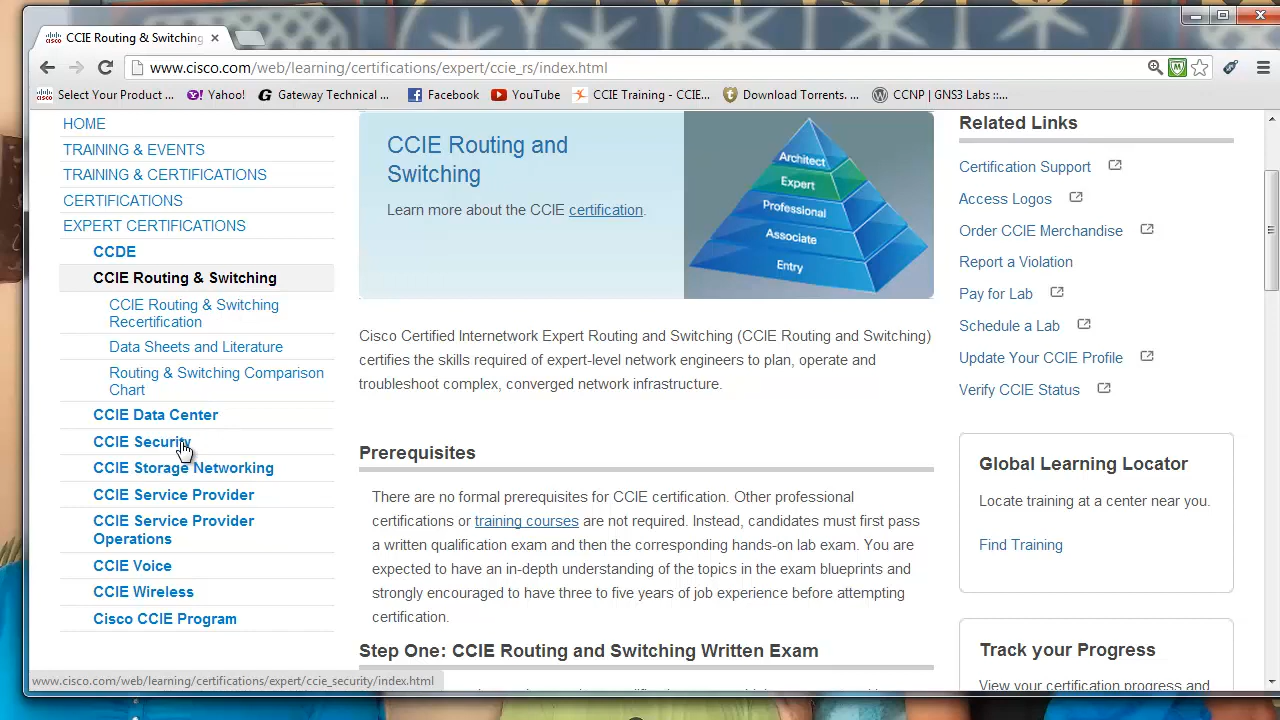 CCIE Routing & Switching
www.cisco.com/web/learning/certifications/expert/ccie_rs/index.html
Select Your Product ...
Yahoo!
Gateway Technical ...
Facebook
YouTube
CCIE Training - CCIE...
Download Torrents. ...
CCNP | GNS3 Labs ::...
HOME
TRAINING & EVENTS
TRAINING & CERTIFICATIONS
CERTIFICATIONS
EXPERT CERTIFICATIONS
CCDE
CCIE Routing & Switching
CCIE Routing & Switching
Recertification
Data Sheets and Literature
Routing & Switching Comparison
Chart
CCIE Data Center
CCIE Security
CCIE Storage Networking
CCIE Service Provider
CCIE Service Provider
Operations
CCIE Voice
CCIE Wireless
Cisco CCIE Program
www.cisco.com/web/learning/certifications/expert/ccie_security/index.html
CCIE Routing and
Switching
Learn more about the CCIE certification.
Architect
Expert
Professional
Associate
Entry
Cisco Certified Internetwork Expert Routing and Switching (CCIE Routing and Switching)
certifies the skills required of expert-level network engineers to plan, operate and
troubleshoot complex, converged network infrastructure.
Prerequisites
There are no formal prerequisites for CCIE certification. Other professional
certifications or training courses are not required. Instead, candidates must first pass
a written qualification exam and then the corresponding hands-on lab exam. You are
expected to have an in-depth understanding of the topics in the exam blueprints and
strongly encouraged to have three to five years of job experience before attempting
certification.
Step One: CCIE Routing and Switching Written Exam
Related Links
Certification Support
Access Logos
Order CCIE Merchandise
Report a Violation
Pay for Lab
Schedule a Lab
Update Your CCIE Profile
Verify CCIE Status
Global Learning Locator
Locate training at a center near you.
Find Training
Track your Progress
View your certification progress and